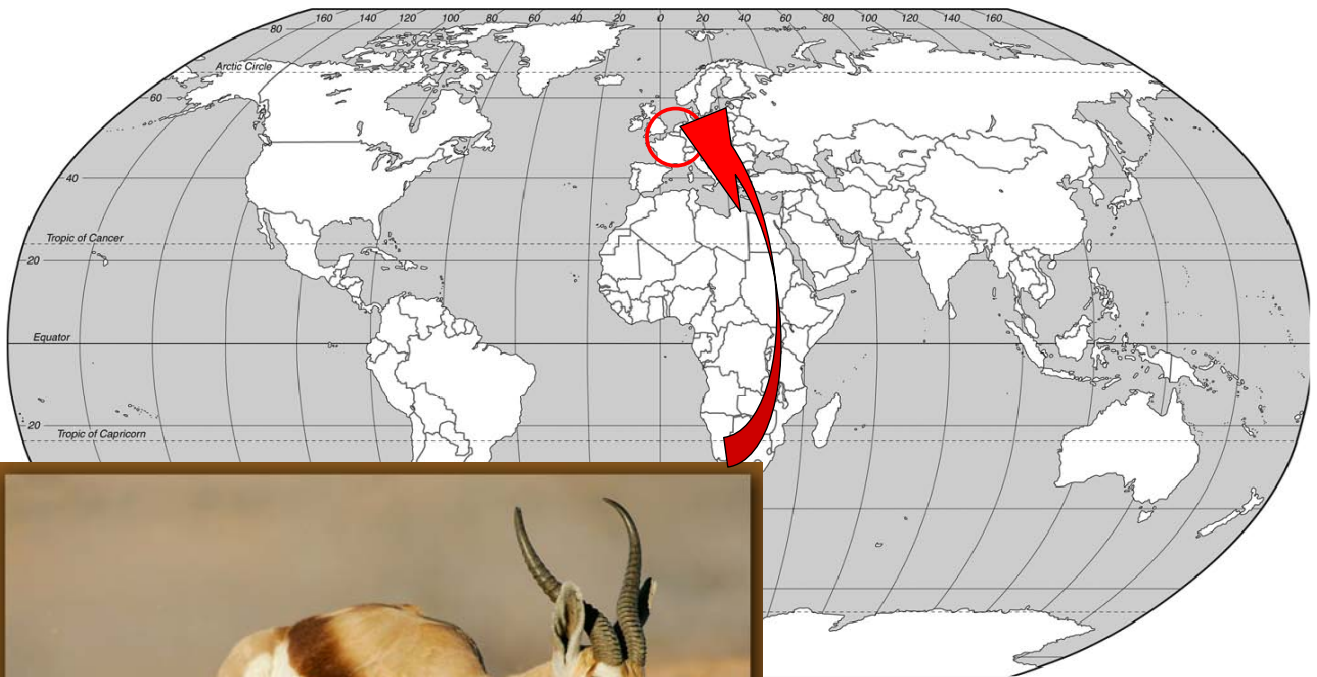 160 140 120 100 80 60 40 20 0 20 40 60 80 100 120 140 160
80
Arctic Circle
60
40
Tropic of Cancer
20
Equator
20
Tropic of Capricorn